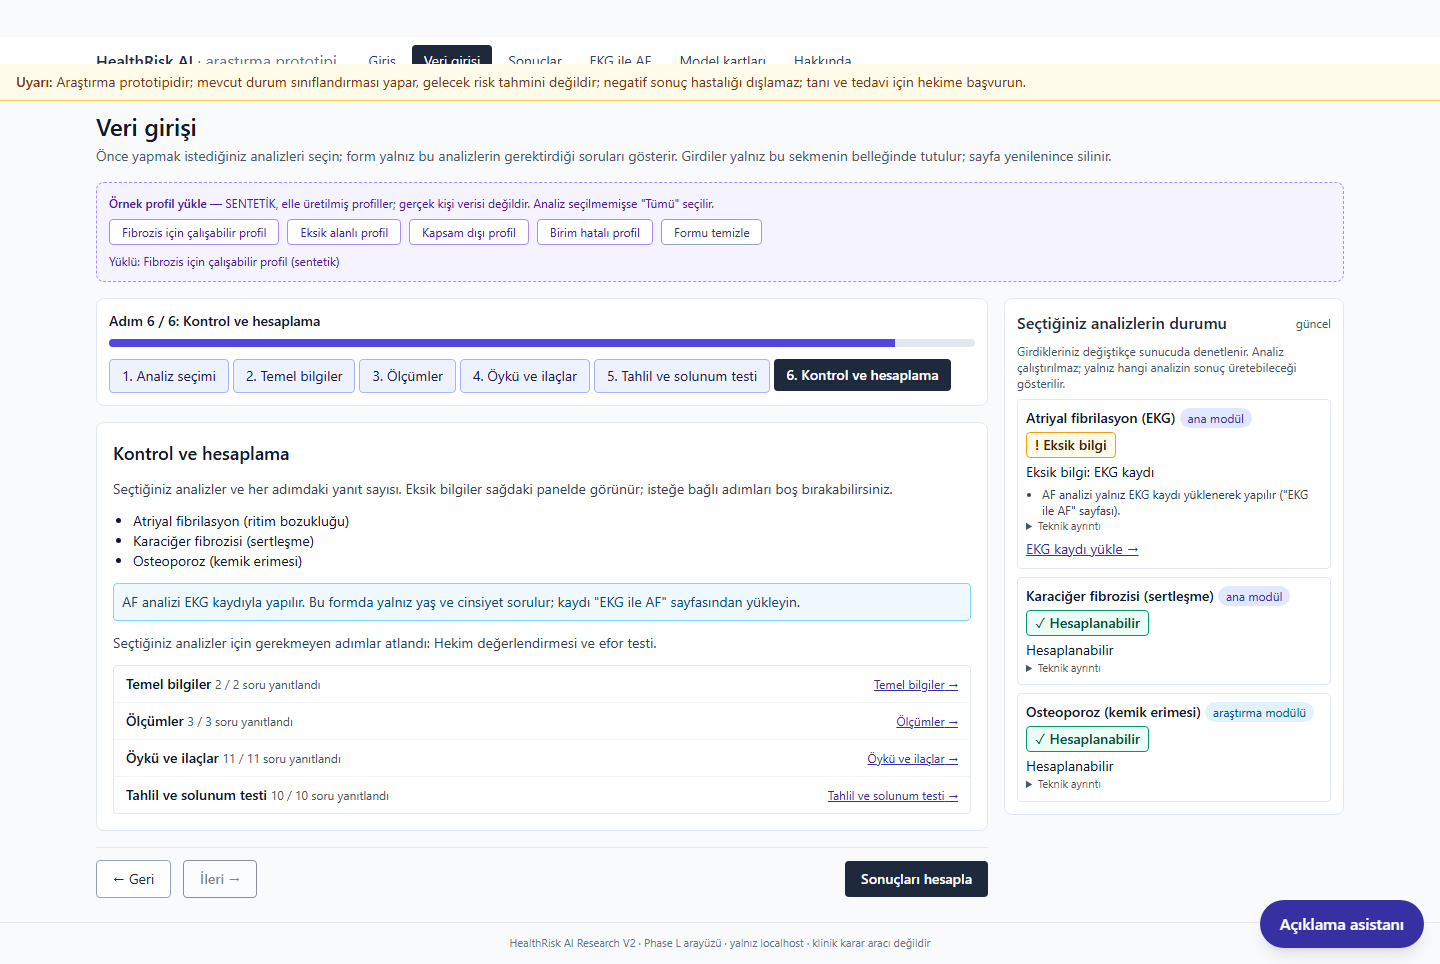 HealthRisk AI · araştırma prototipi Giriş Veri girişi Sonuçlar EKG ile AF Model kartları Hakkında
Uyarı: Araştırma prototipidir; mevcut durum sınıflandırması yapar, gelecek risk tahmini değildir; negatif sonuç hastalığı dışlamaz; tanı ve tedavi için hekime başvurun.
Veri girişi
Önce yapmak istediğiniz analizleri seçin; form yalnız bu analizlerin gerektirdiği soruları gösterir. Girdiler yalnız bu sekmenin belleğinde tutulur; sayfa yenilenince silinir.
Örnek profil yükle — SENTETİK, elle üretilmiş profiller; gerçek kişi verisi değildir. Analiz seçilmemişse "Tümü" seçilir.
Fibrozis için çalışabilir profil Eksik alanlı profil Kapsam dışı profil Birim hatalı profil Formu temizle
Yüklü: Fibrozis için çalışabilir profil (sentetik)
Adım 6 / 6: Kontrol ve hesaplama
1. Analiz seçimi 2. Temel bilgiler 3. Ölçümler 4. Öykü ve ilaçlar 5. Tahlil ve solunum testi 6. Kontrol ve hesaplama
Kontrol ve hesaplama
Seçtiğiniz analizler ve her adımdaki yanıt sayısı. Eksik bilgiler sağdaki panelde görünür; isteğe bağlı adımları boş bırakabilirsiniz.
Atriyal fibrilasyon (ritim bozukluğu)
Karaciğer fibrozisi (sertleşme)
Osteoporoz (kemik erimesi)
AF analizi EKG kaydıyla yapılır. Bu formda yalnız yaş ve cinsiyet sorulur; kaydı "EKG ile AF" sayfasından yükleyin.
Seçtiğiniz analizler için gerekmeyen adımlar atlandı: Hekim değerlendirmesi ve efor testi.
Temel bilgiler 2 / 2 soru yanıtlandı Temel bilgiler →
Ölçümler 3 / 3 soru yanıtlandı Ölçümler →
Öykü ve ilaçlar 11 / 11 soru yanıtlandı Öykü ve ilaçlar →
Tahlil ve solunum testi 10 / 10 soru yanıtlandı Tahlil ve solunum testi →
← Geri İleri → Sonuçları hesapla
Seçtiğiniz analizlerin durumu güncel
Girdikleriniz değiştikçe sunucuda denetlenir. Analiz
çalıştırılmaz; yalnız hangi analizin sonuç üretebileceği
gösterilir.
Atriyal fibrilasyon (EKG) ana modül
! Eksik bilgi
Eksik bilgi: EKG kaydı
AF analizi yalnız EKG kaydı yüklenerek yapılır ("EKG
ile AF" sayfası).
Teknik ayrıntı
EKG kaydı yükle →
Karaciğer fibrozisi (sertleşme) ana modül
✓ Hesaplanabilir
Hesaplanabilir
Teknik ayrıntı
Osteoporoz (kemik erimesi) araştırma modülü
✓ Hesaplanabilir
Hesaplanabilir
Teknik ayrıntı
Açıklama asistanı
HealthRisk AI Research V2 · Phase L arayüzü · yalnız localhost · klinik karar aracı değildir